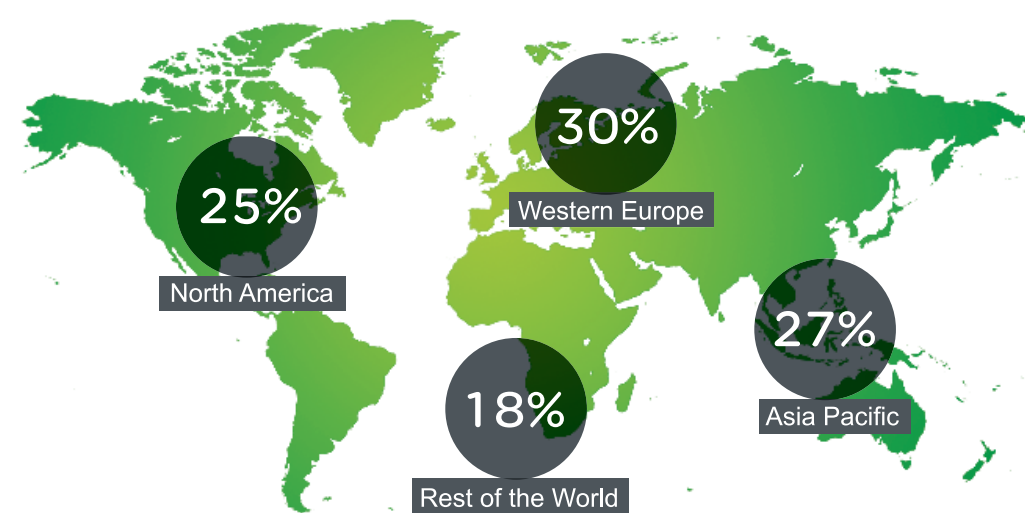 30%
Western Europe
25%
North America
27%
Asia Pacific
18%
Rest of the World